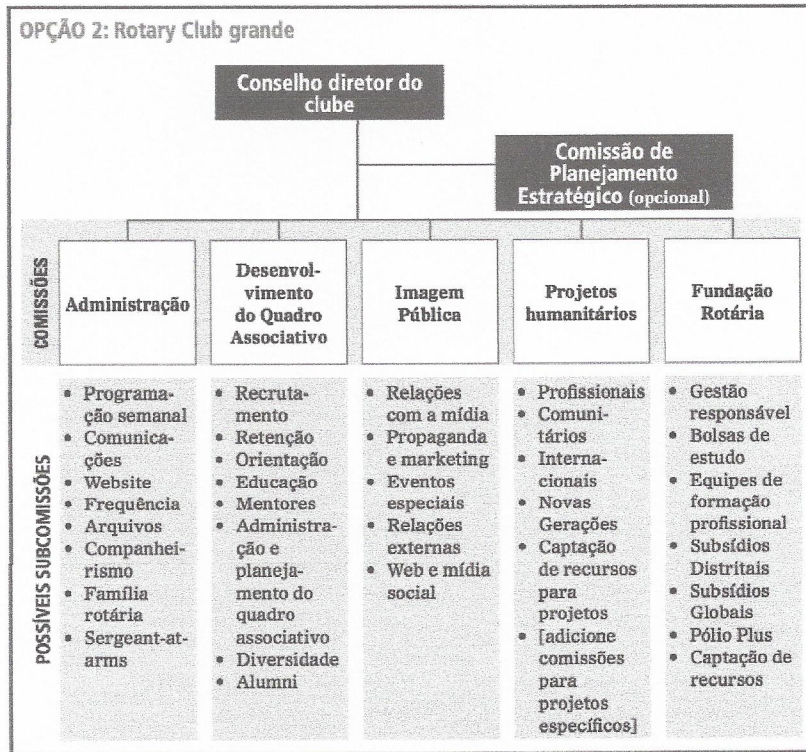 OPÇÃO 2: Rotary Club grande
Conselho diretor do
clube
Comissão de
Planejamento
Estratégico (opcional)
COMISSÕES
Administração
Desenvol-
vimento
do Quadro
Associativo
Imagem
Pública
Projetos
humanitários
Fundação
Rotária
POSSÍVEIS SUBCOMISSÕES
• Programa-
ção semanal
• Comunica-
ções
• Website
• Frequência
• Arquivos
• Companhei-
rismo
• Família
rotária
• Sergeant-at-
arms
• Recruta-
mento
• Retenção
• Orientação
• Educação
• Mentores
• Administra-
ção e
planeja-
mento do
quadro
associativo
• Diversidade
• Alumni
• Relações
com a mídia
• Propaganda
e marketing
• Eventos
especiais
• Relações
externas
• Web e mídia
social
• Profissionais
• Comuni-
tários
• Interna-
cionais
• Novas
Gerações
• Captação
de recursos
para
projetos
• [adicione
comissões
para
projetos
específicos]
• Gestão
responsável
• Bolsas de
estudo
• Equipes de
formação
profissional
• Subsídios
Distritais
• Subsídios
Globais
• Pólio Plus
• Captação de
recursos